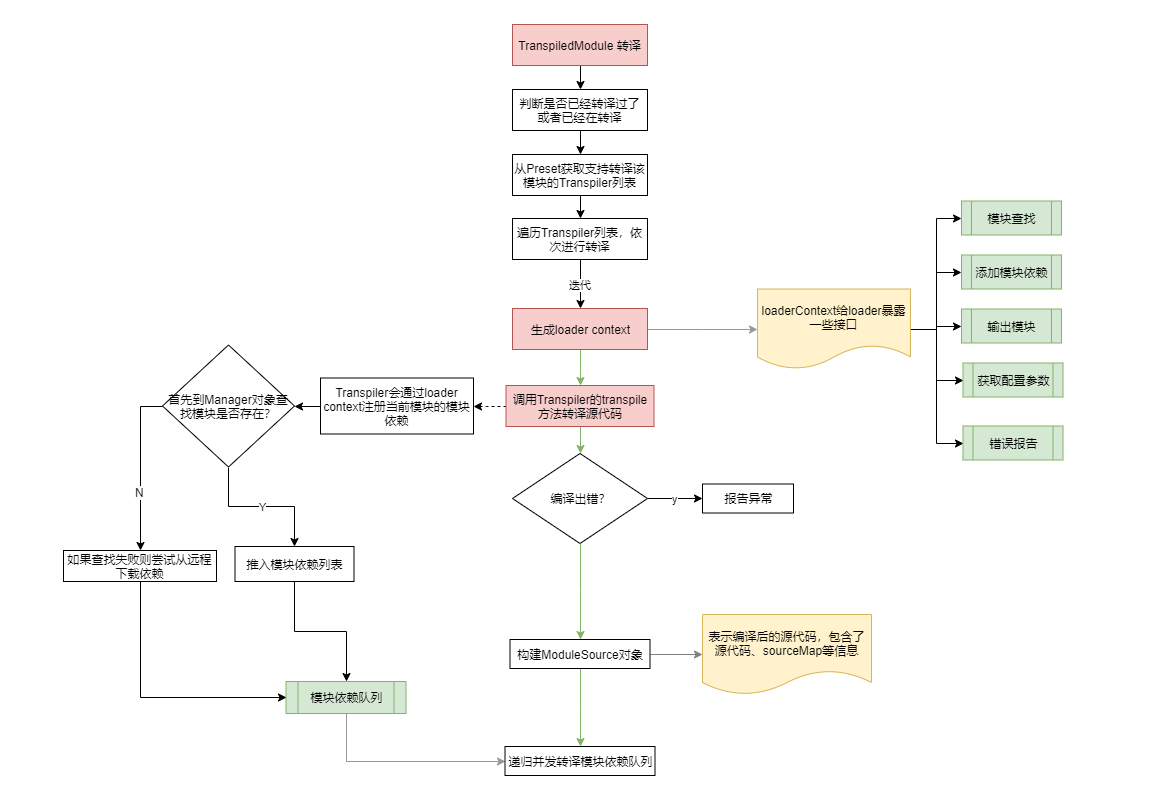 TranspiledModule 转译
判断是否已经转译过了
或者已经在转译
从Preset获取支持转译该
模块的Transpiler列表
遍历Transpiler列表，依
次进行转译
迭代
生成loader context
loaderContext给loader暴露
一些接口
模块查找
添加模块依赖
输出模块
获取配置参数
错误报告
调用Transpiler的transpile
方法转译源代码
Transpiler会通过loader
context注册当前模块的模块
依赖
首先到Manager对象查
找模块是否存在？
N
Y
如果查找失败则尝试从远程
下载依赖
推入模块依赖列表
模块依赖队列
编译出错？
y
报告异常
构建ModuleSource对象
表示编译后的源代码，包含了
源代码、sourceMap等信息
递归并发转译模块依赖队列